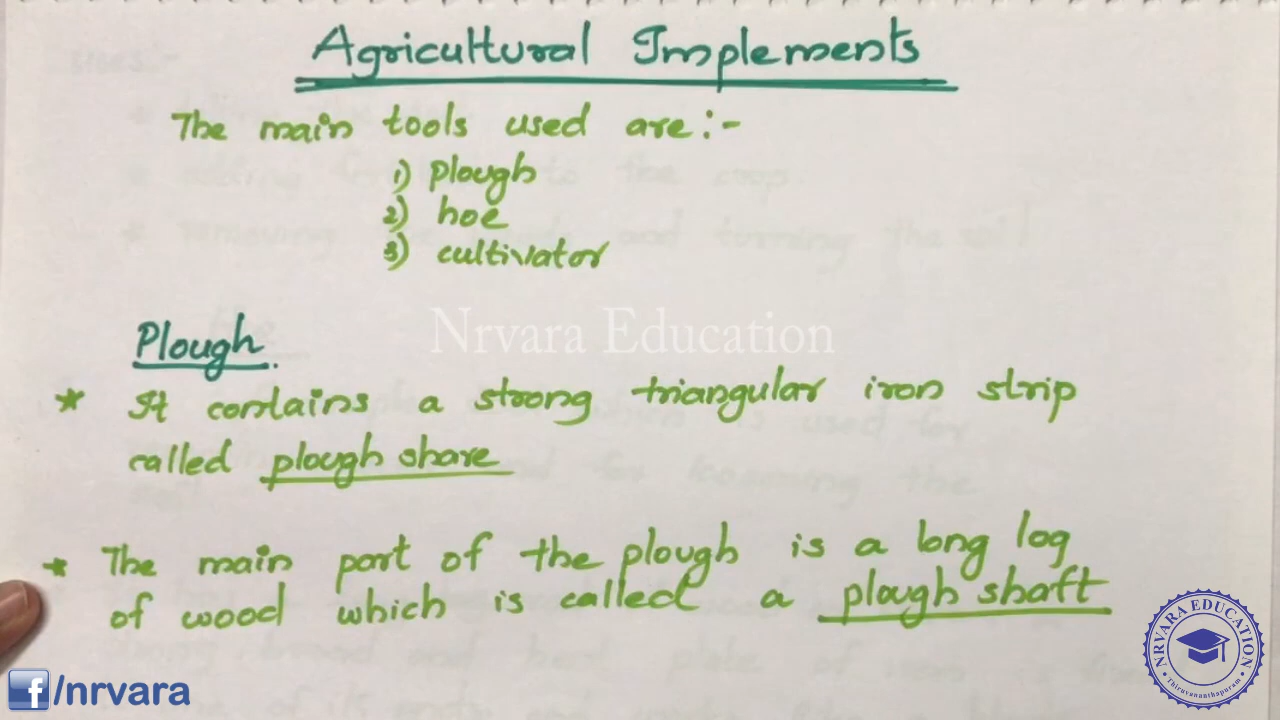 Agricultural Implements
The main tools used are:-
1) Plough
2) hoe
3) cultivator
Nrvara Education
Plough
* It contains a strong triangular iron strip
called plough share
* The main part of the plough is a long log
of wood which is called a plough shaft
NRVARA EDUCATION
Thiruvananthapuram
f/nrvara